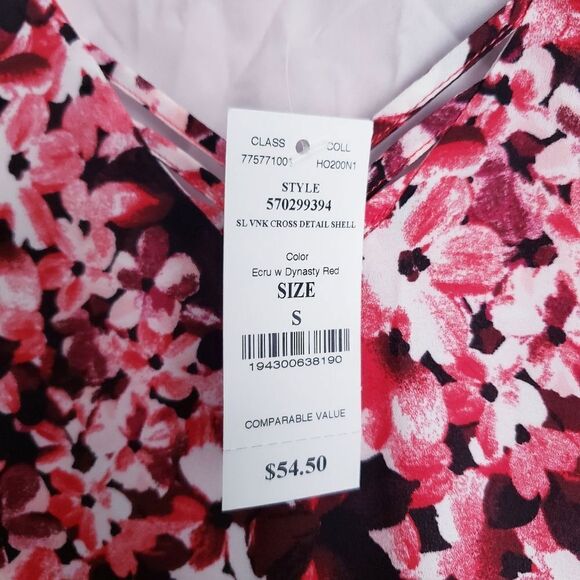 CLASS COLL
775771001 HO200N1
STYLE
570299394
SL VNK CROSS DETAIL SHELL
Color
Ecru w Dynasty Red
SIZE
S
194300638190
COMPARABLE VALUE
$54.50